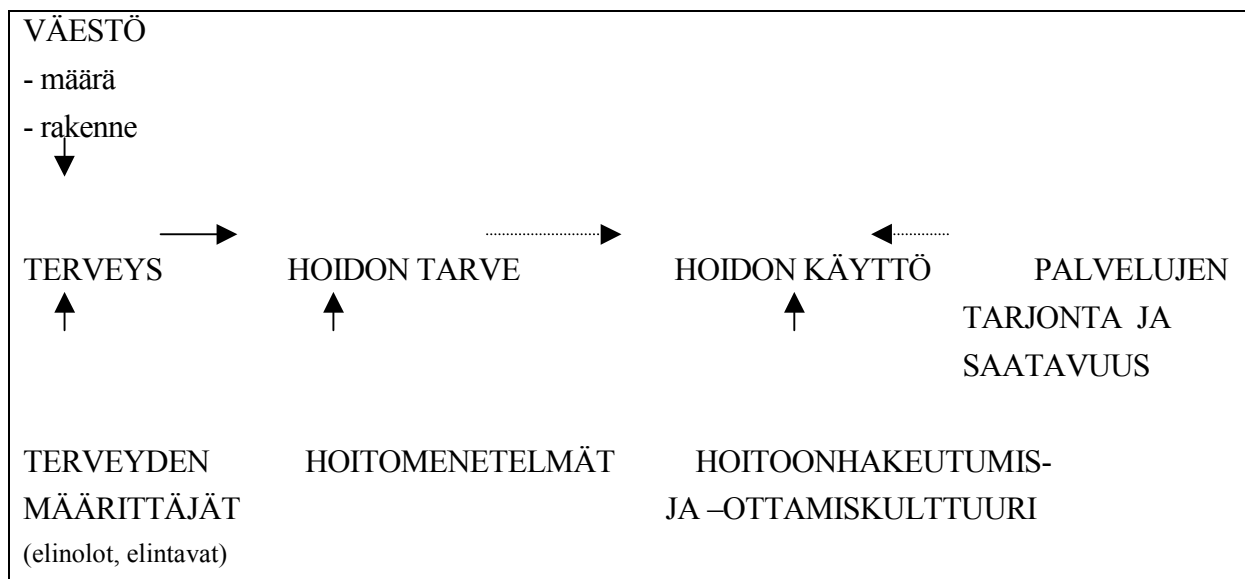 VÄESTÖ
- määrä
- rakenne
TERVEYS HOIDON TARVE HOIDON KÄYTTÖ PALVELUJEN
TARJONTA JA
SAATAVUUS
TERVEYDEN HOITOMENETELMÄT HOITOONHAKEUTUMIS-
MÄÄRITTÄJÄT JA –OTTAMISKULTTUURI
(elinolot, elintavat)